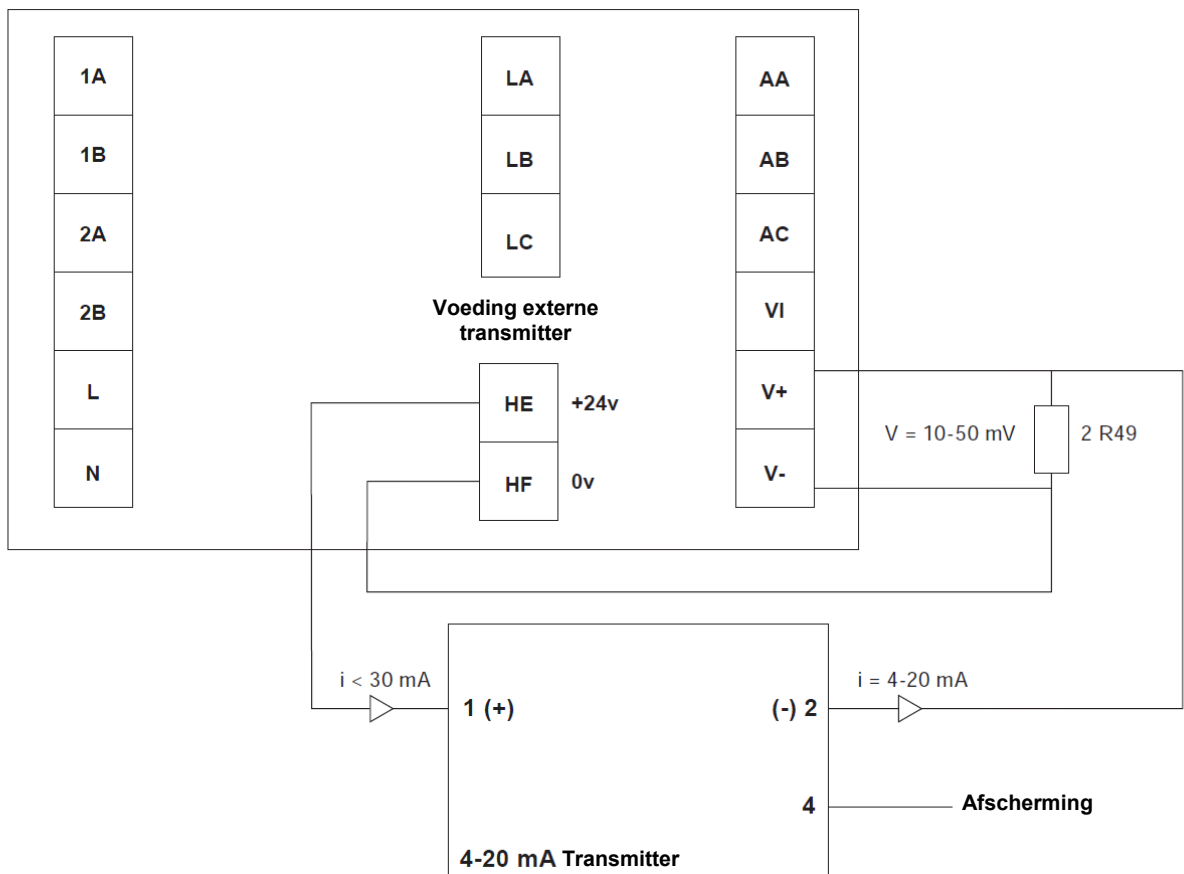 1A
1B
2A
2B
L
N
LA
LB
LC
Voeding externe
transmitter
HE +24v
HF 0v
AA
AB
AC
VI
V+
V-
V = 10-50 mV
2 R49
i < 30 mA
i = 4-20 mA
1 (+)
(-) 2
4
Afscherming
4-20 mA Transmitter